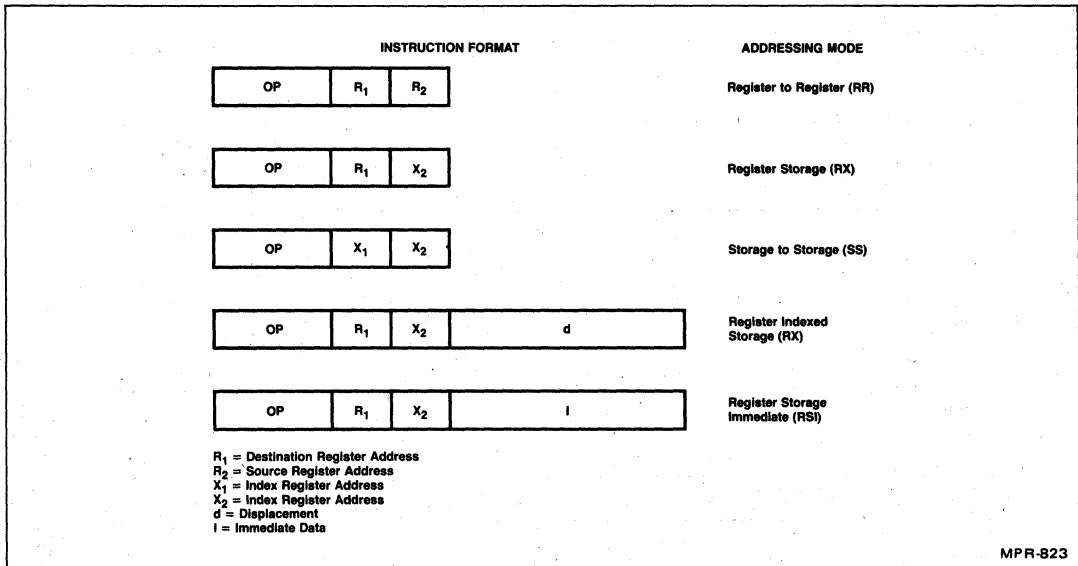 INSTRUCTION FORMAT ADDRESSING MODE
OP R₁ R₂ Register to Register (RR)
OP R₁ X₂ Register Storage (RX)
OP X₁ X₂ Storage to Storage (SS)
OP R₁ X₂ d Register Indexed
Storage (RX)
OP R₁ X₂ I Register Storage
Immediate (RSI)
R₁ = Destination Register Address
R₂ = Source Register Address
X₁ = Index Register Address
X₂ = Index Register Address
d = Displacement
I = Immediate Data
MPR-823